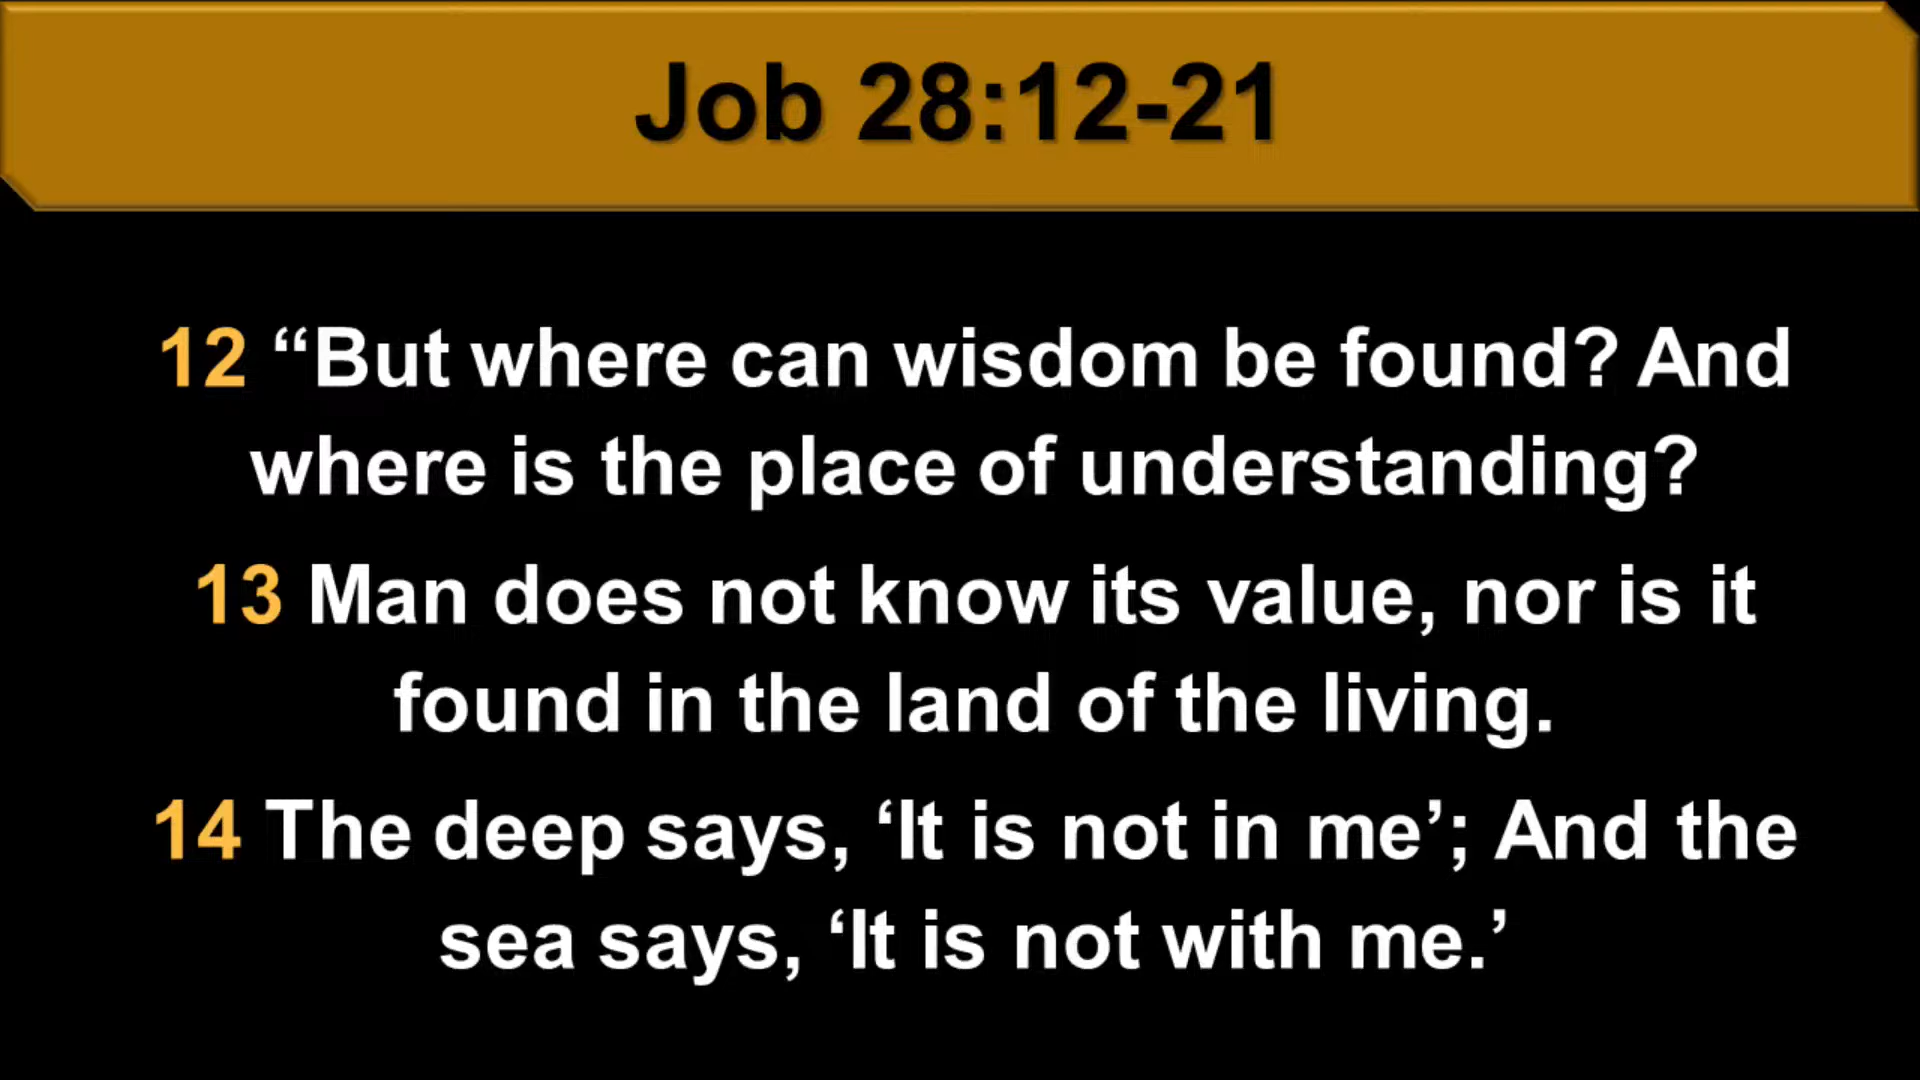 Job 28:12-21
12 “But where can wisdom be found? And
where is the place of understanding?
13 Man does not know its value, nor is it
found in the land of the living.
14 The deep says, ‘It is not in me’; And the
sea says, ‘It is not with me.’